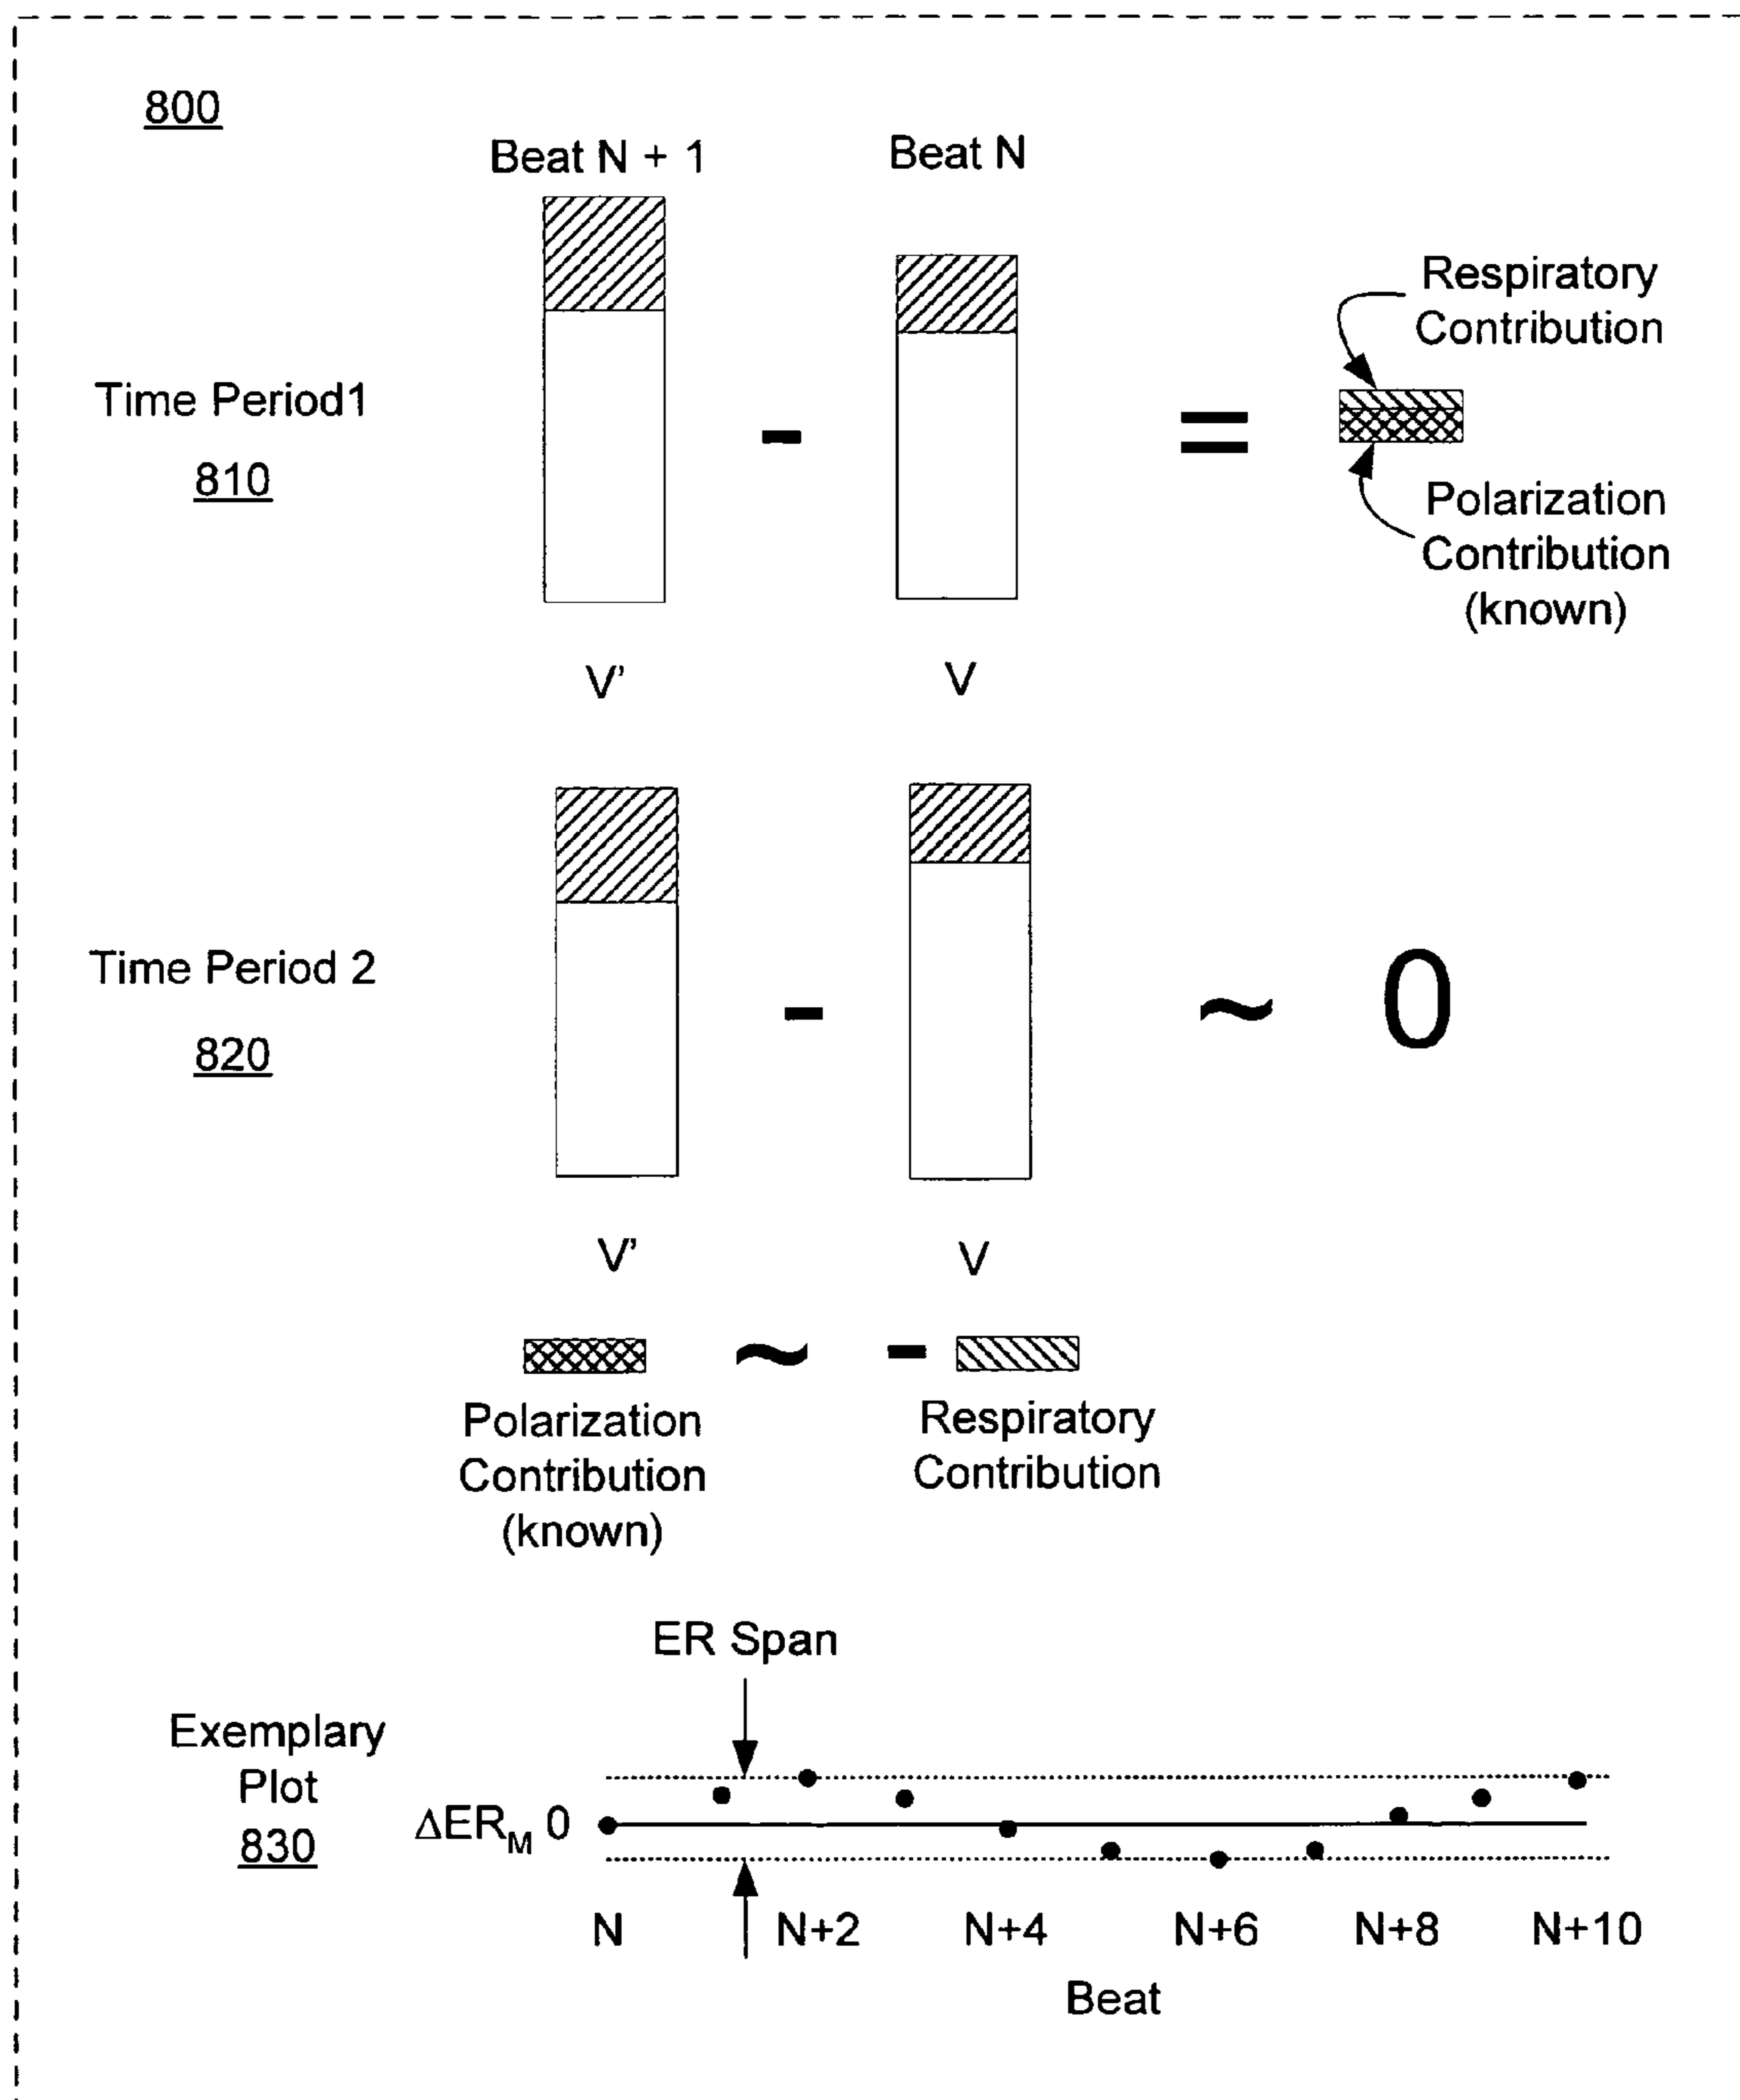 800
Beat N + 1
Beat N
Respiratory
Contribution
Time Period1
810
-
=
Polarization
Contribution
(known)
V'
V
Time Period 2
820
-
~
0
V'
V
~
-
Polarization
Contribution
(known)
Respiratory
Contribution
ER Span
Exemplary
Plot
830
ΔER_M 0
N
N+2
N+4
N+6
N+8
N+10
Beat